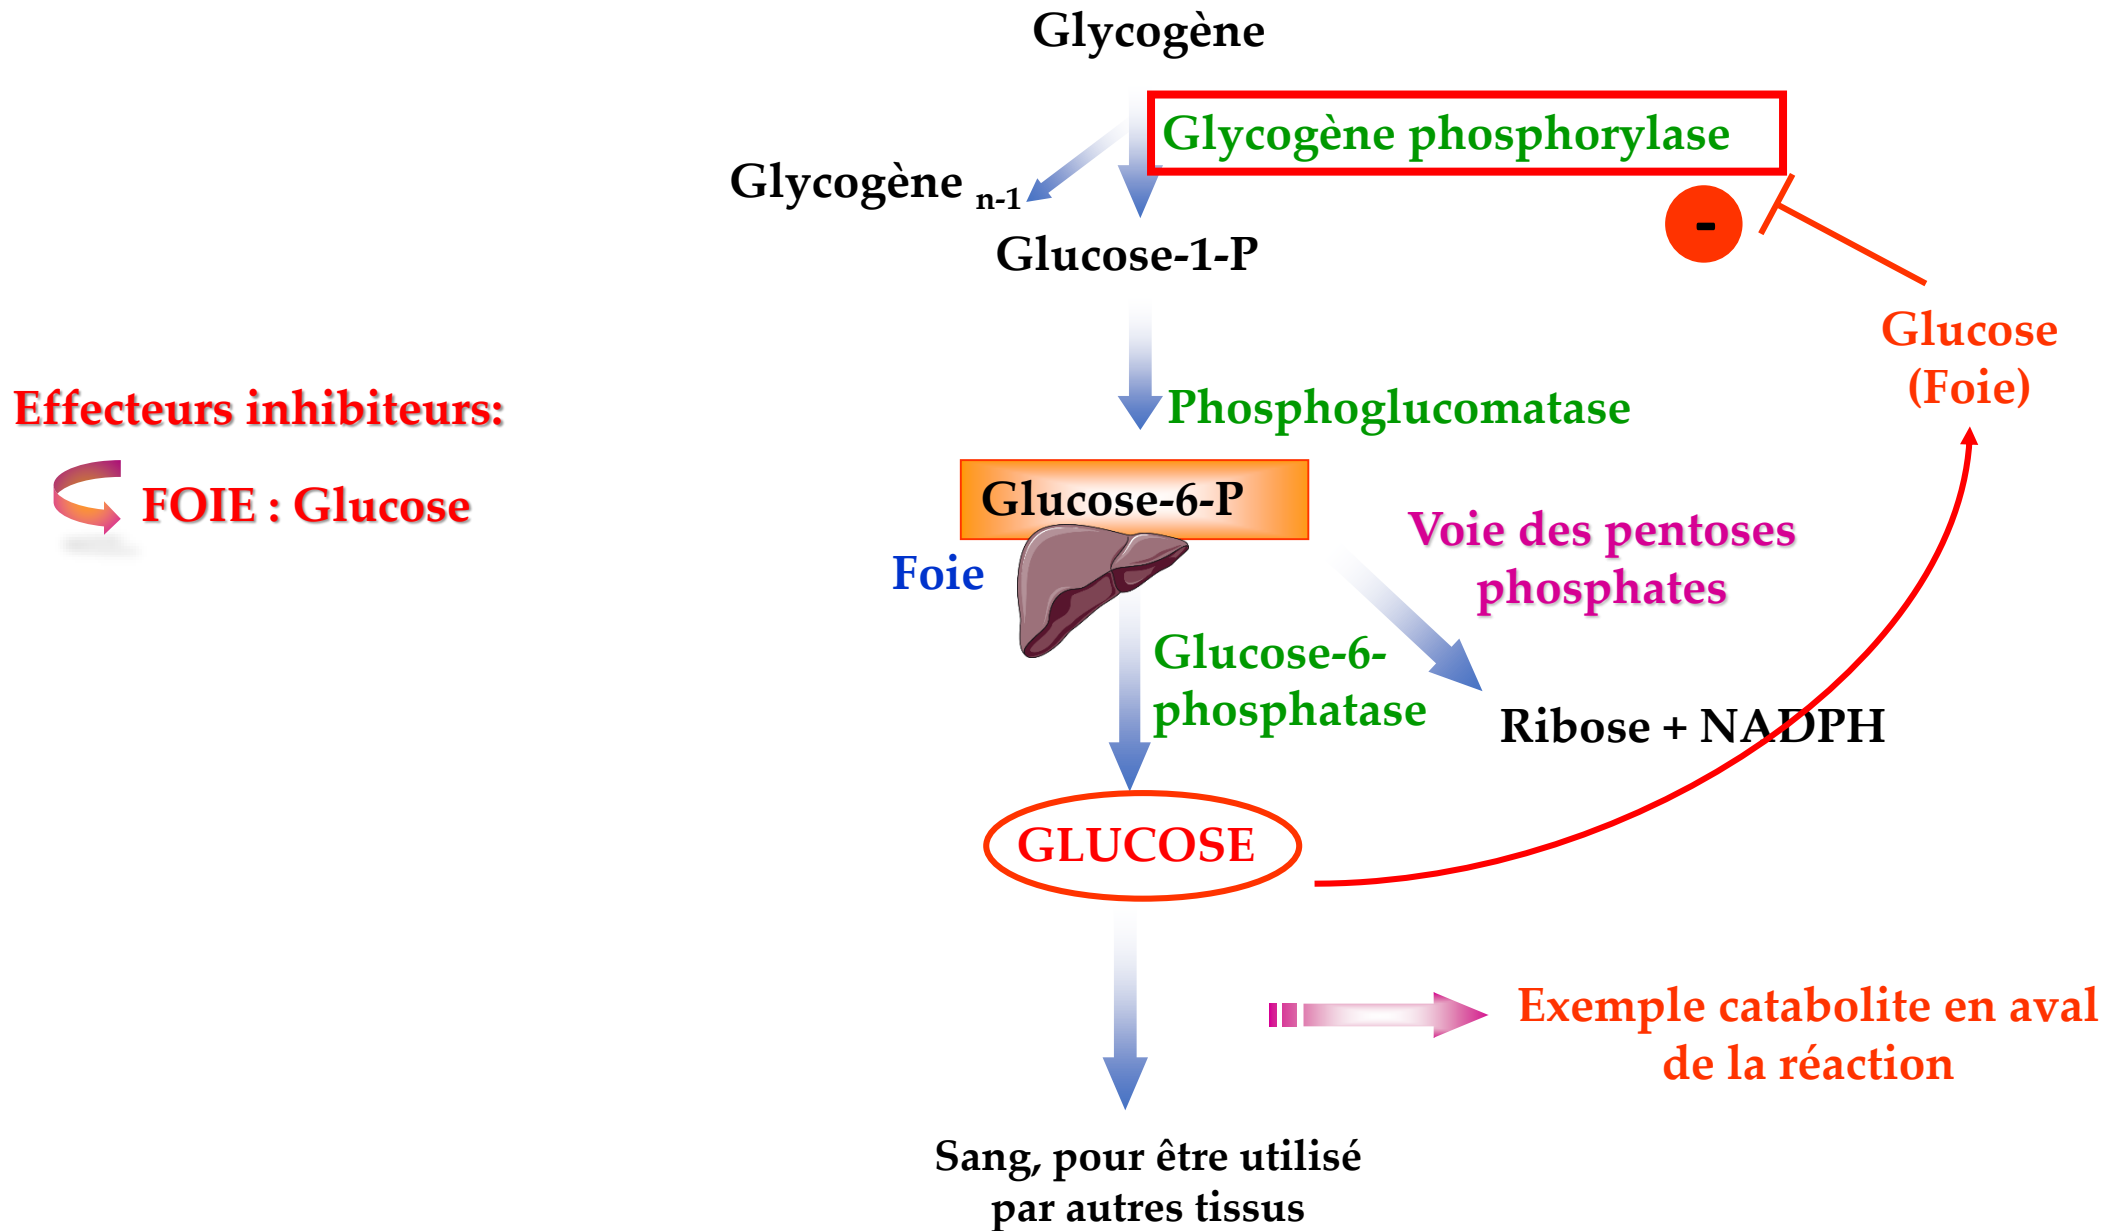 Glycogène
Glycogène phosphorylase
Glycogène n-1
-
Glucose-1-P
Glucose
(Foie)
Effecteurs inhibiteurs:
FOIE : Glucose
Phosphoglucomatase
Glucose-6-P
Foie
Voie des pentoses
phosphates
Glucose-6-
phosphatase
Ribose + NADPH
GLUCOSE
Exemple catabolite en aval
de la réaction
Sang, pour être utilisé
par autres tissus